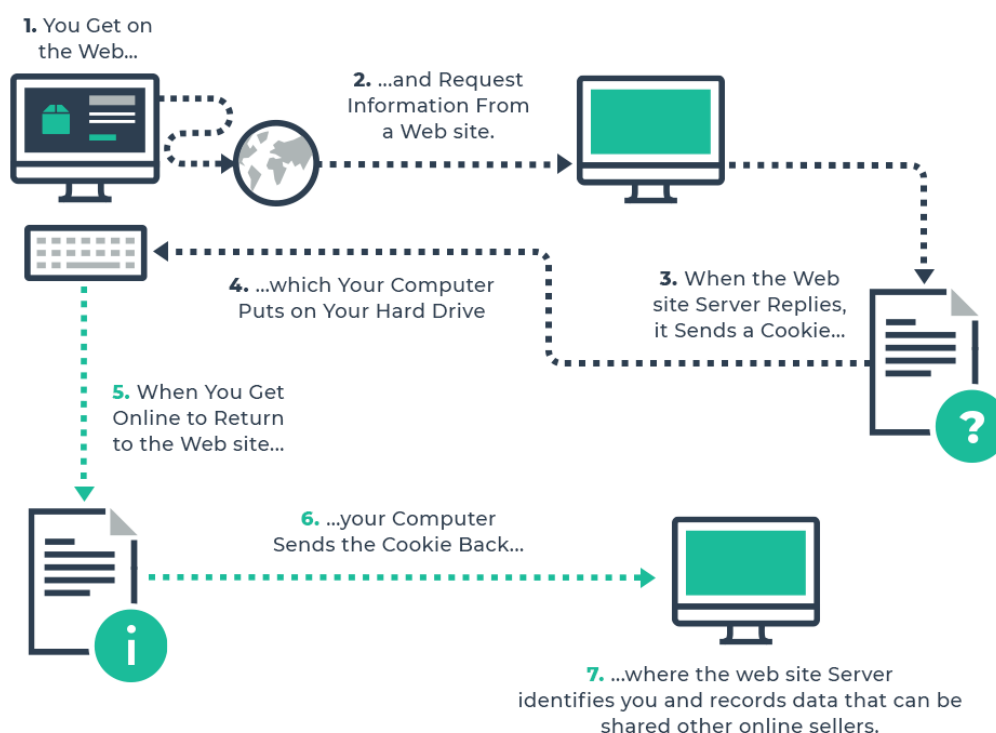 1. You Get on
the Web...
2. ...and Request
Information From
a Web site.
3. When the Web
site Server Replies,
it Sends a Cookie...
4. ...which Your Computer
Puts on Your Hard Drive
5. When You Get
Online to Return
to the Web site...
6. ...your Computer
Sends the Cookie Back...
7. ...where the web site Server
identifies you and records data that can be
shared other online sellers.
?
i